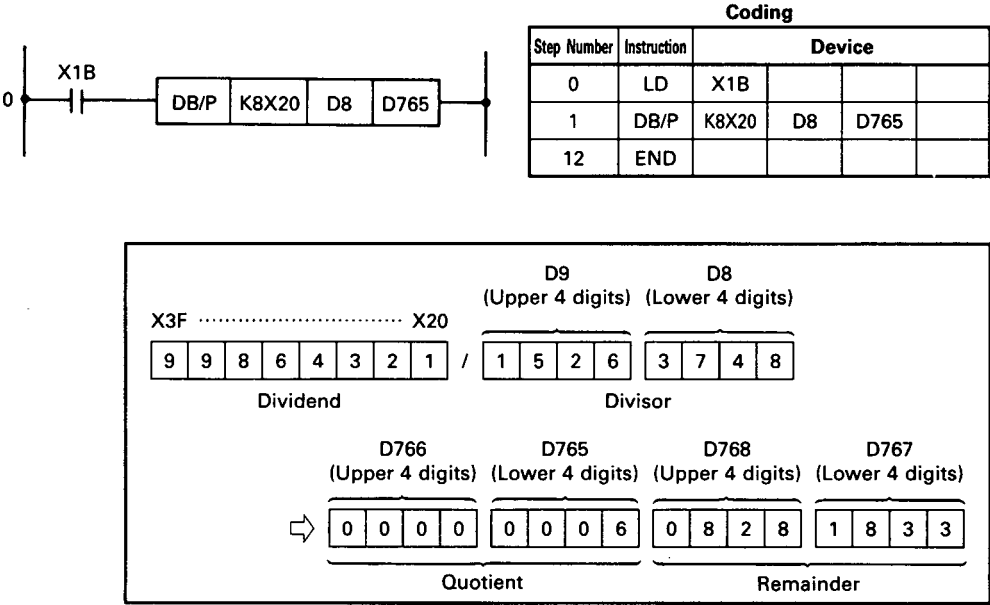 Coding
X1B
0 DB/P K8X20 D8 D765
Step Number Instruction Device
0 LD X1B
1 DB/P K8X20 D8 D765
12 END
D9 D8
(Upper 4 digits) (Lower 4 digits)
X3F ································ X20
9 9 8 6 4 3 2 1 / 1 5 2 6 3 7 4 8
Dividend Divisor
D766 D765 D768 D767
(Upper 4 digits) (Lower 4 digits) (Upper 4 digits) (Lower 4 digits)
⇨ 0 0 0 0 0 0 0 6 0 8 2 8 1 8 3 3
Quotient Remainder